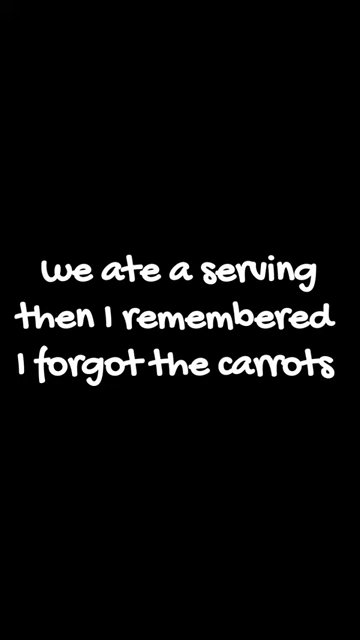 we ate a serving
then I remembered
I forgot the carrots